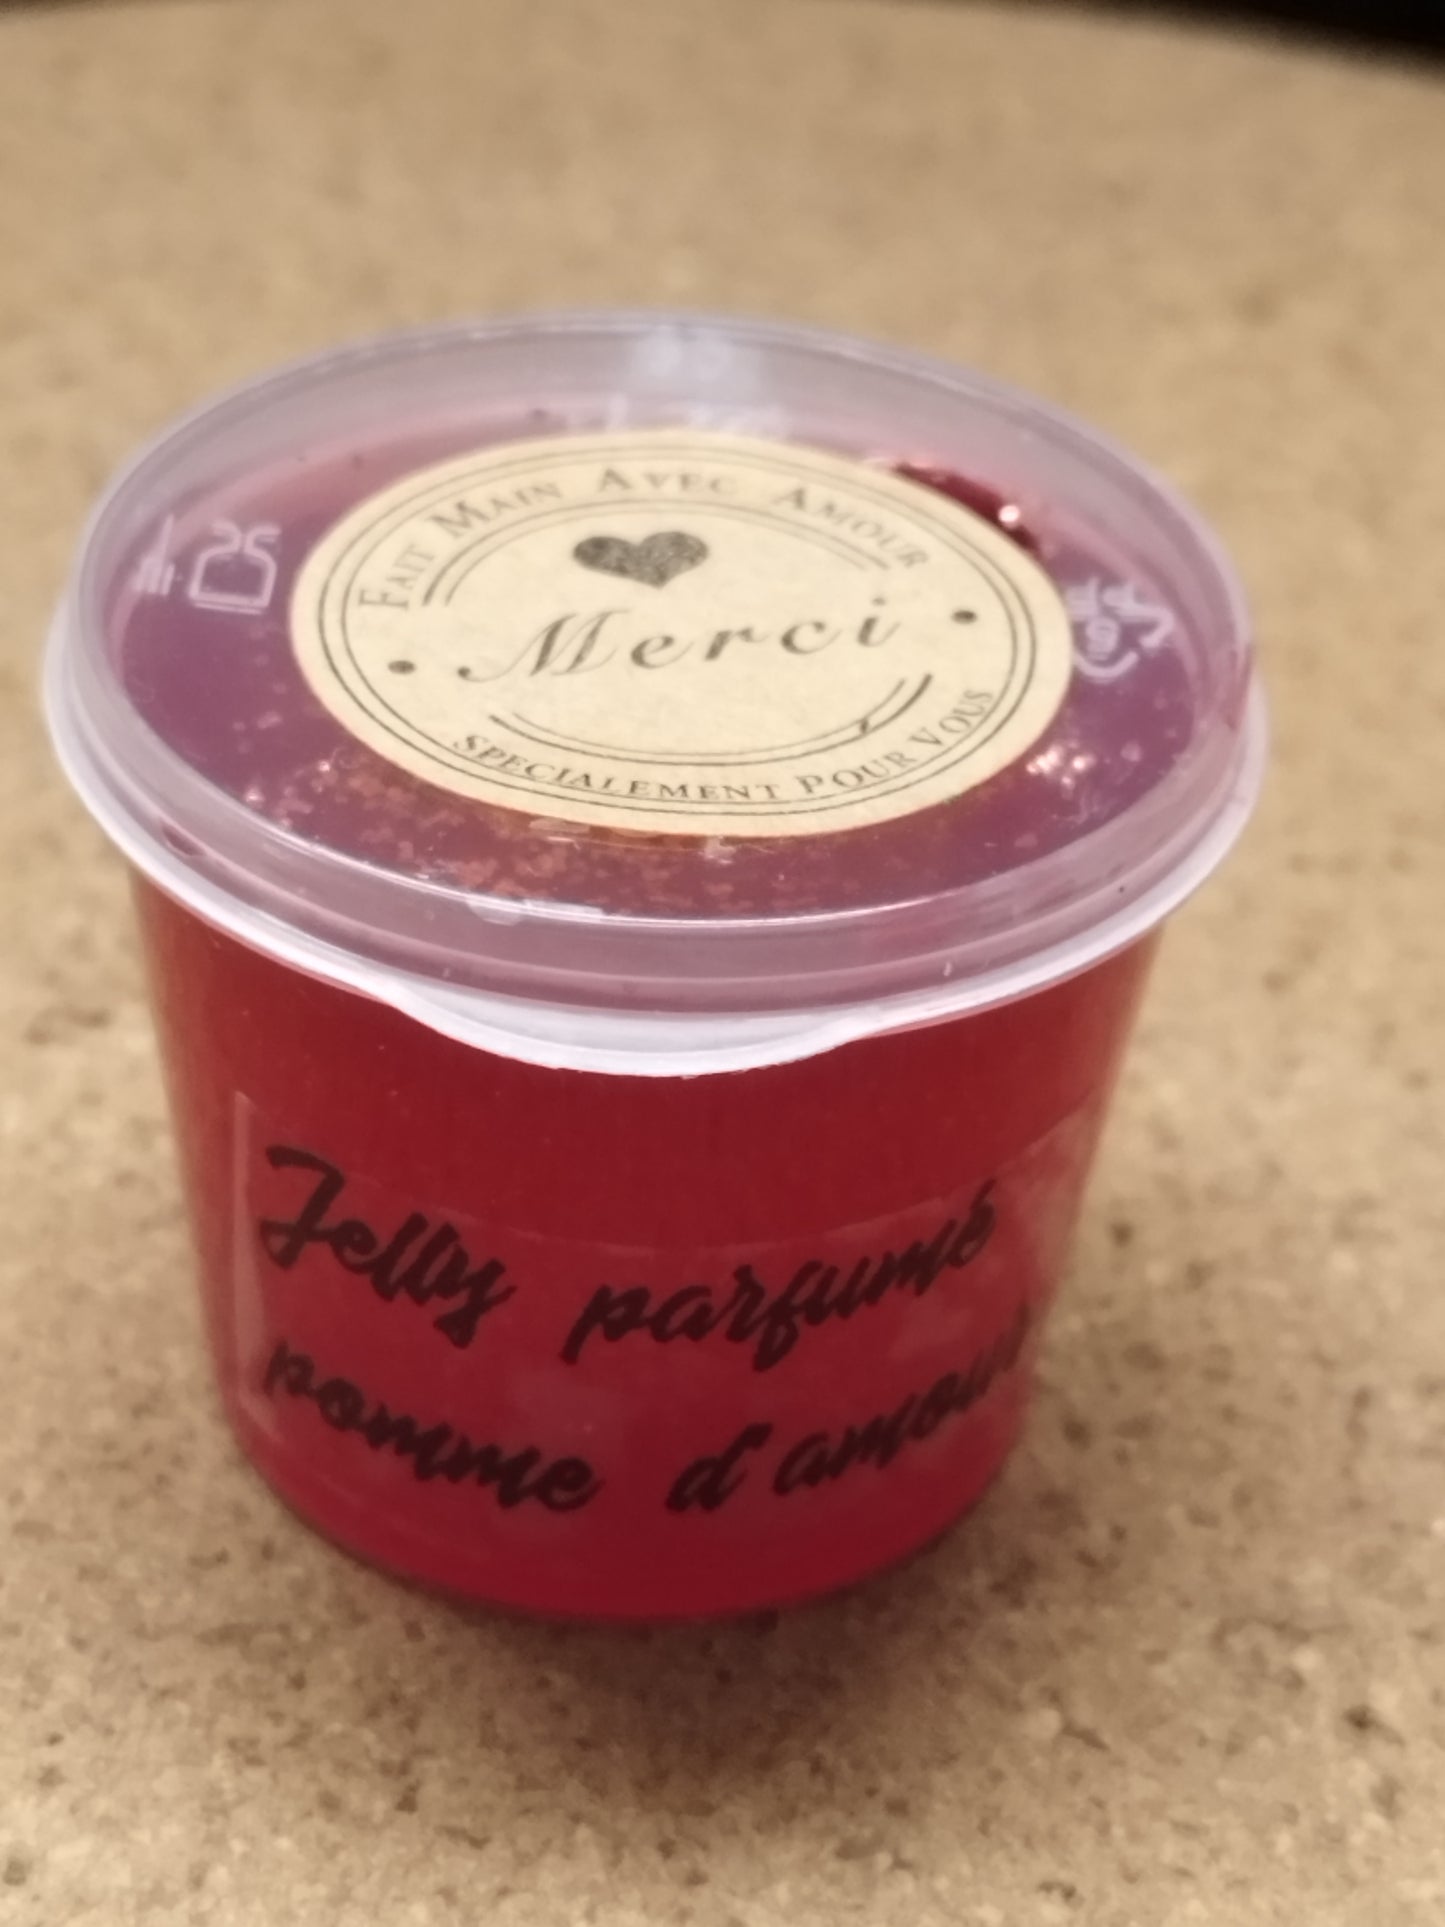 Fait Main Avec Amour
Merci
Specialement Pour Vous
Jelly parfumé
pomme d'amour